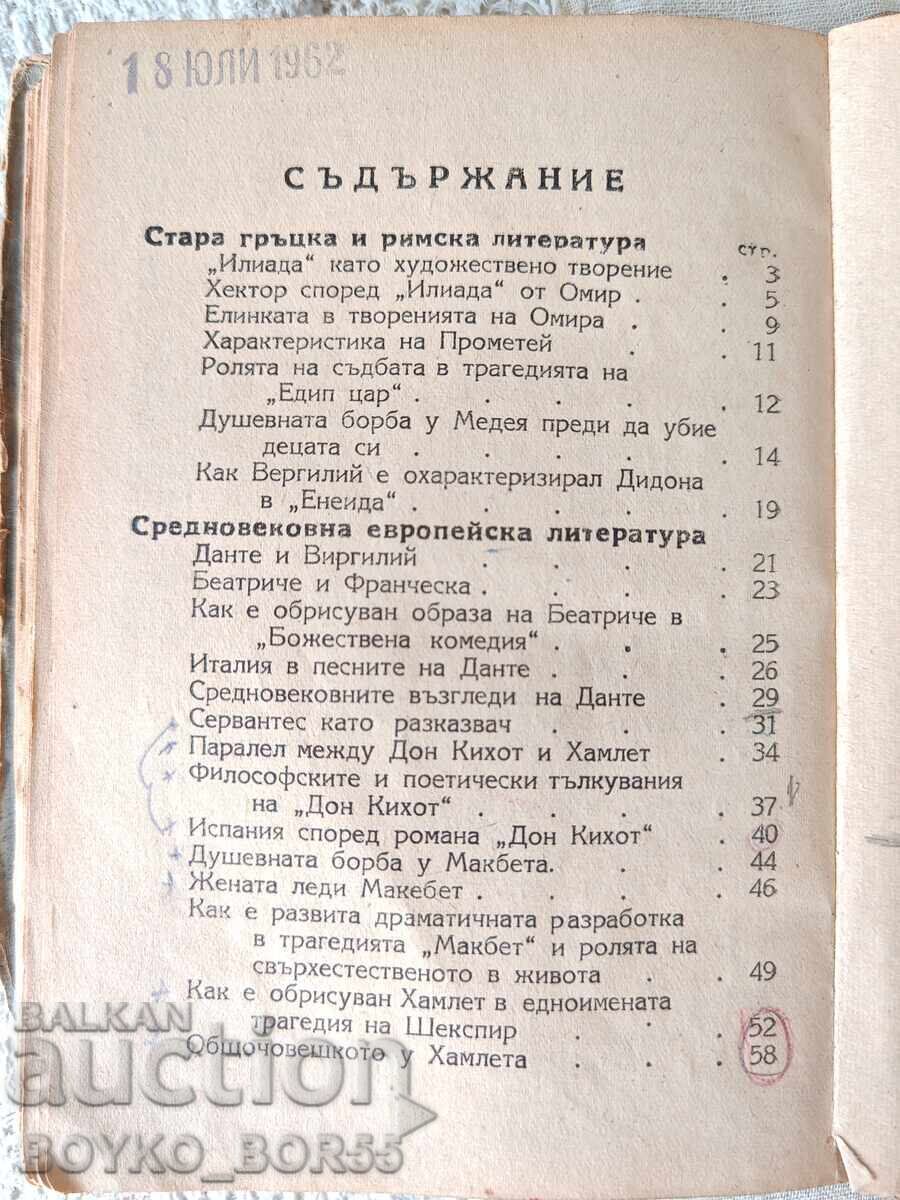 18 ЮЛИ 1962
СЪДЪРЖАНИЕ
Стара гръцка и римска литература стр.
„Илиада“ като художествено творение . 3
Хектор според „Илиада“ от Омир . . 5
Елинката в творенията на Омира . . 9
Характеристика на Прометей . . 11
Ролята на съдбата в трагедията на
„Едип цар“ . . . . . 12
Душевната борба у Медея преди да убие
децата си . . . . . 14
Как Вергилий е охарактеризирал Дидона
в „Енеида“ . . . . . 19
Средновековна европейска литература
Данте и Виргилий . . . . 21
Беатриче и Франческа . . . . 23
Как е обрисуван образа на Беатриче в
„Божествена комедия“ . . . 25
Италия в песните на Данте . . . 26
Средновековните възгледи на Данте . 29
Сервантес като разказвач . . . 31
Паралел между Дон Кихот и Хамлет . 34
Философските и поетически тълкувания
на „Дон Кихот“ . . . . 37
Испания според романа „Дон Кихот“ . 40
Душевната борба у Макбета . . . 44
Жената леди Макебет . . . . 46
Как е развита драматичната разработка
в трагедията „Макбет“ и ролята на
свърхестественото в живота . . 49
Как е обрисуван Хамлет в едноимената
трагедия на Шекспир . . . 52
Общочовешкото у Хамлета . . . 58
BALKAN
auction
BOYKO_BOR55